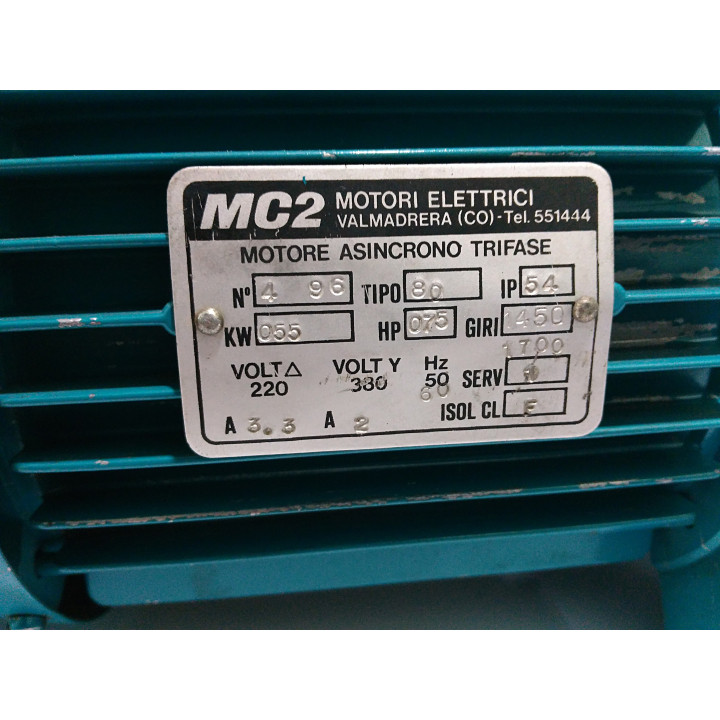 MC2 MOTORI ELETTRICI
VALMADRERA (CO) - Tel. 551444
MOTORE ASINCRONO TRIFASE
N° 4 96 TIPO 80 IP 54
KW 055 HP 075 GIRI 1450
1700
VOLT △ VOLT Y Hz SERV
220 380 50
60
A 3.3 A 2 ISOL CL F